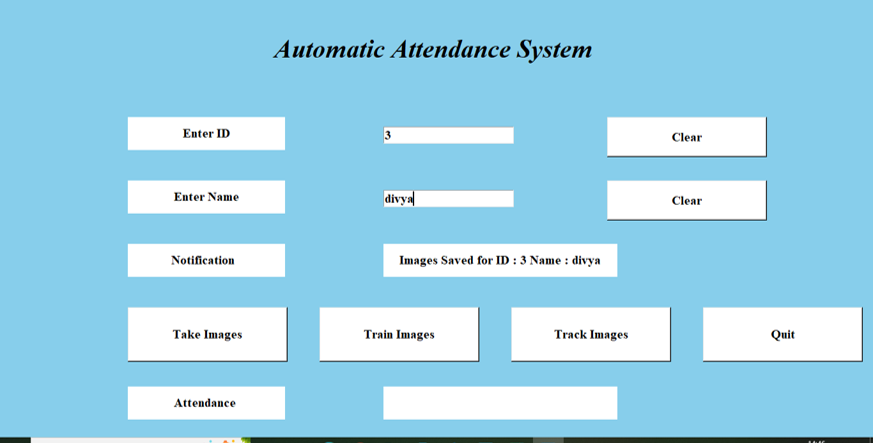 Automatic Attendance System
Enter ID
3
Clear
Enter Name
divya
Clear
Notification
Images Saved for ID : 3 Name : divya
Take Images
Train Images
Track Images
Quit
Attendance